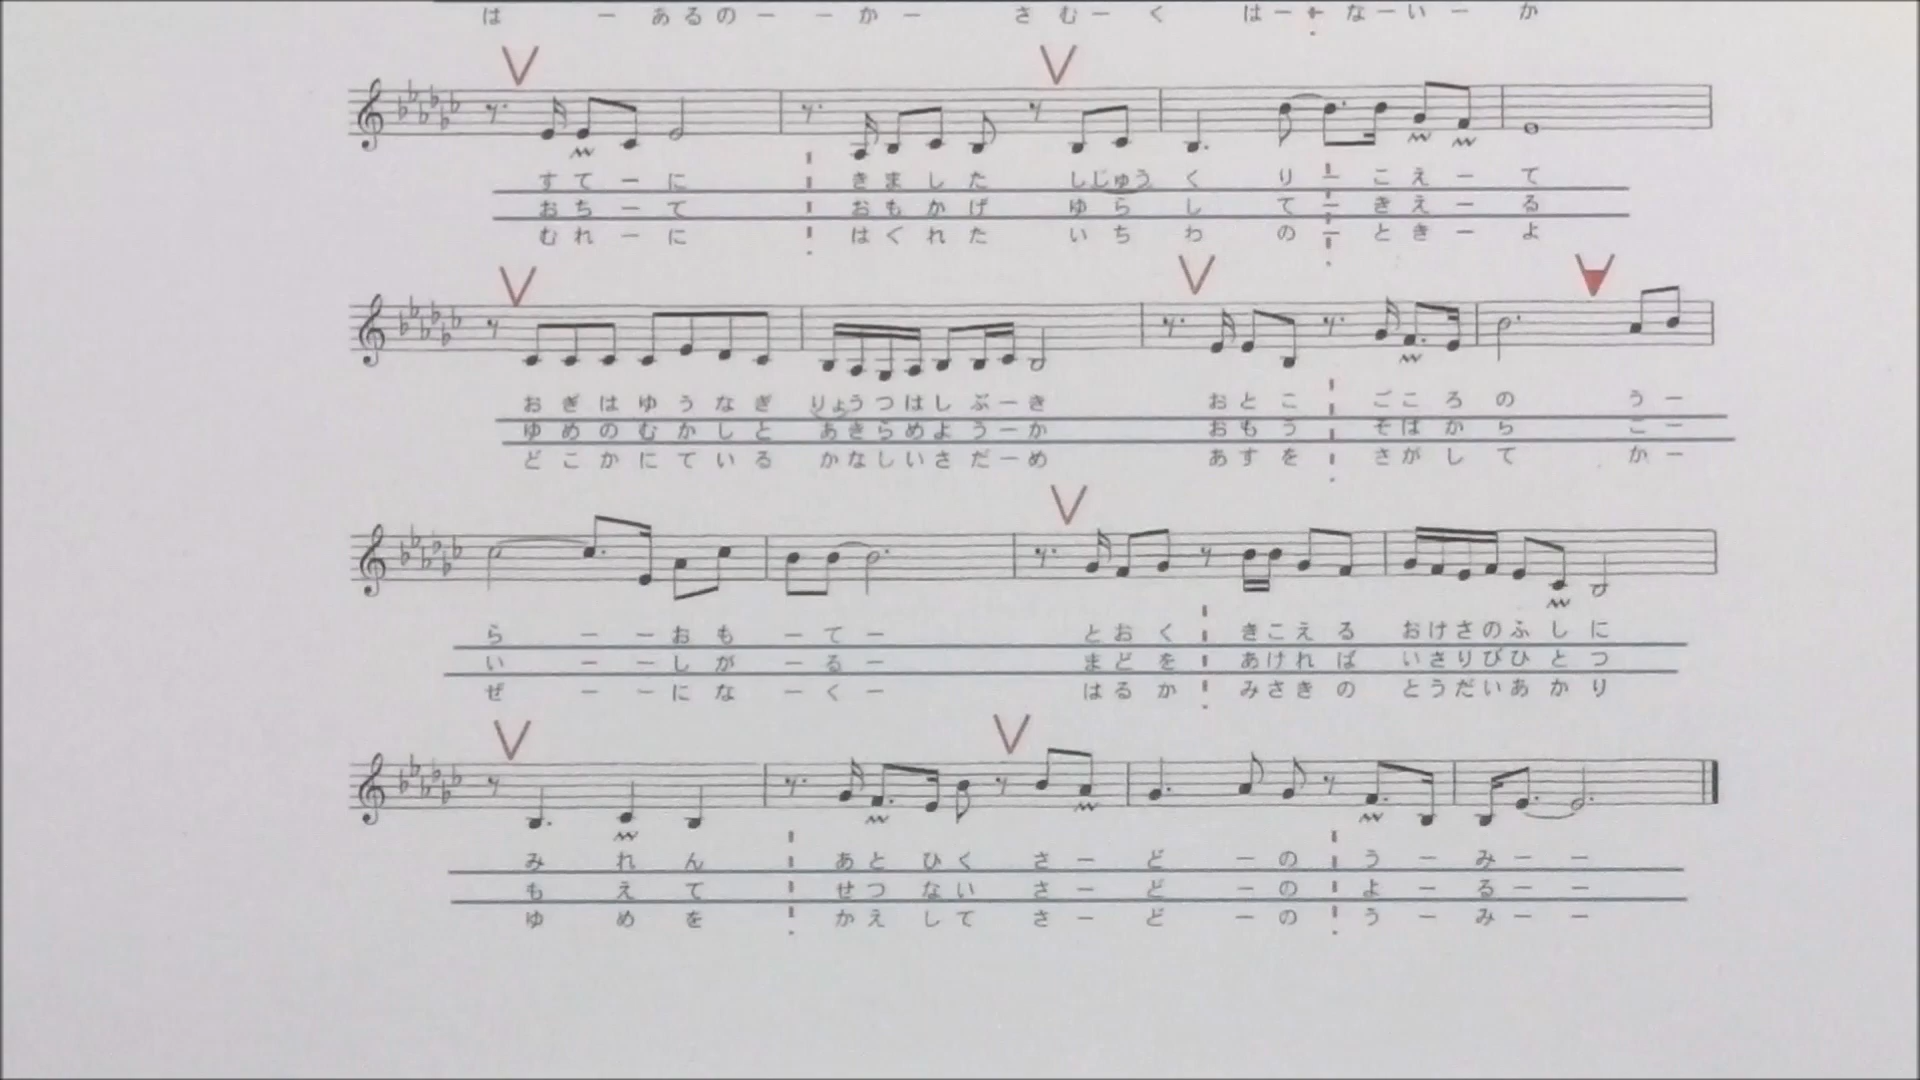 は ー あるの ー ー か ー さ む ー く は ー ー な ー い ー か
す て ー に き ま し た しじゅう く り ー こ え ー て
お ち ー て お も か げ ゆ ら し て ー き え ー る
む れ ー に は ぐ れ た い ち わ の ー と き ー よ
お ぎ は ゆ う な ぎ りょう つ は し ぶ ー き お と こ ご こ ろ の う ー
ゆ め の む か し と あ き ら め よ う ー か お も う そ ば か ら こ ー
ど こ か に て い る か な し い さ だ ー め あ す を さ が し て か ー
ら ー ー お も ー て ー と お く き こ え る お け さ の ふ し に
い ー ー し が ー る ー ま ど を あ け れ ば い さ り び ひ と つ
ぜ ー ー に な ー く ー は る か み さ き の と う だ い あ か り
み れ ん あ と ひ く さ ー ど ー の う ー み ー ー
も え て せ つ な い さ ー ど ー の よ ー る ー ー
ゆ め を か え し て さ ー ど ー の う ー み ー ー